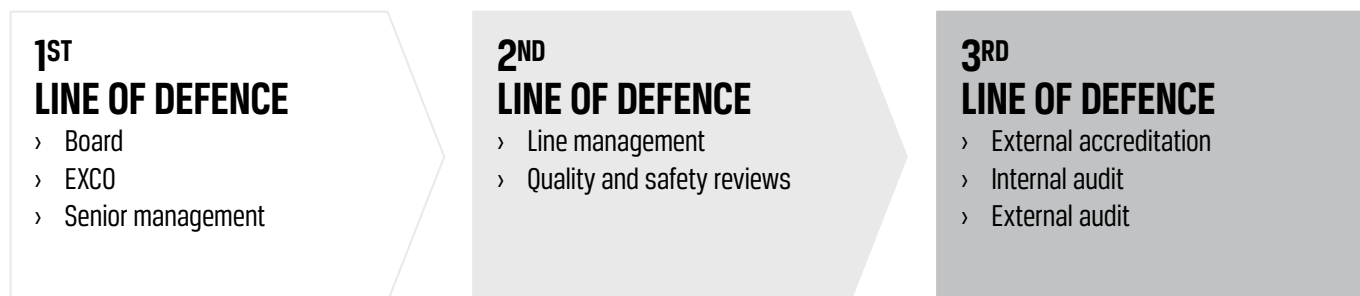 1ST
LINE OF DEFENCE
› Board
› EXCO
› Senior management
2ND
LINE OF DEFENCE
› Line management
› Quality and safety reviews
3RD
LINE OF DEFENCE
› External accreditation
› Internal audit
› External audit